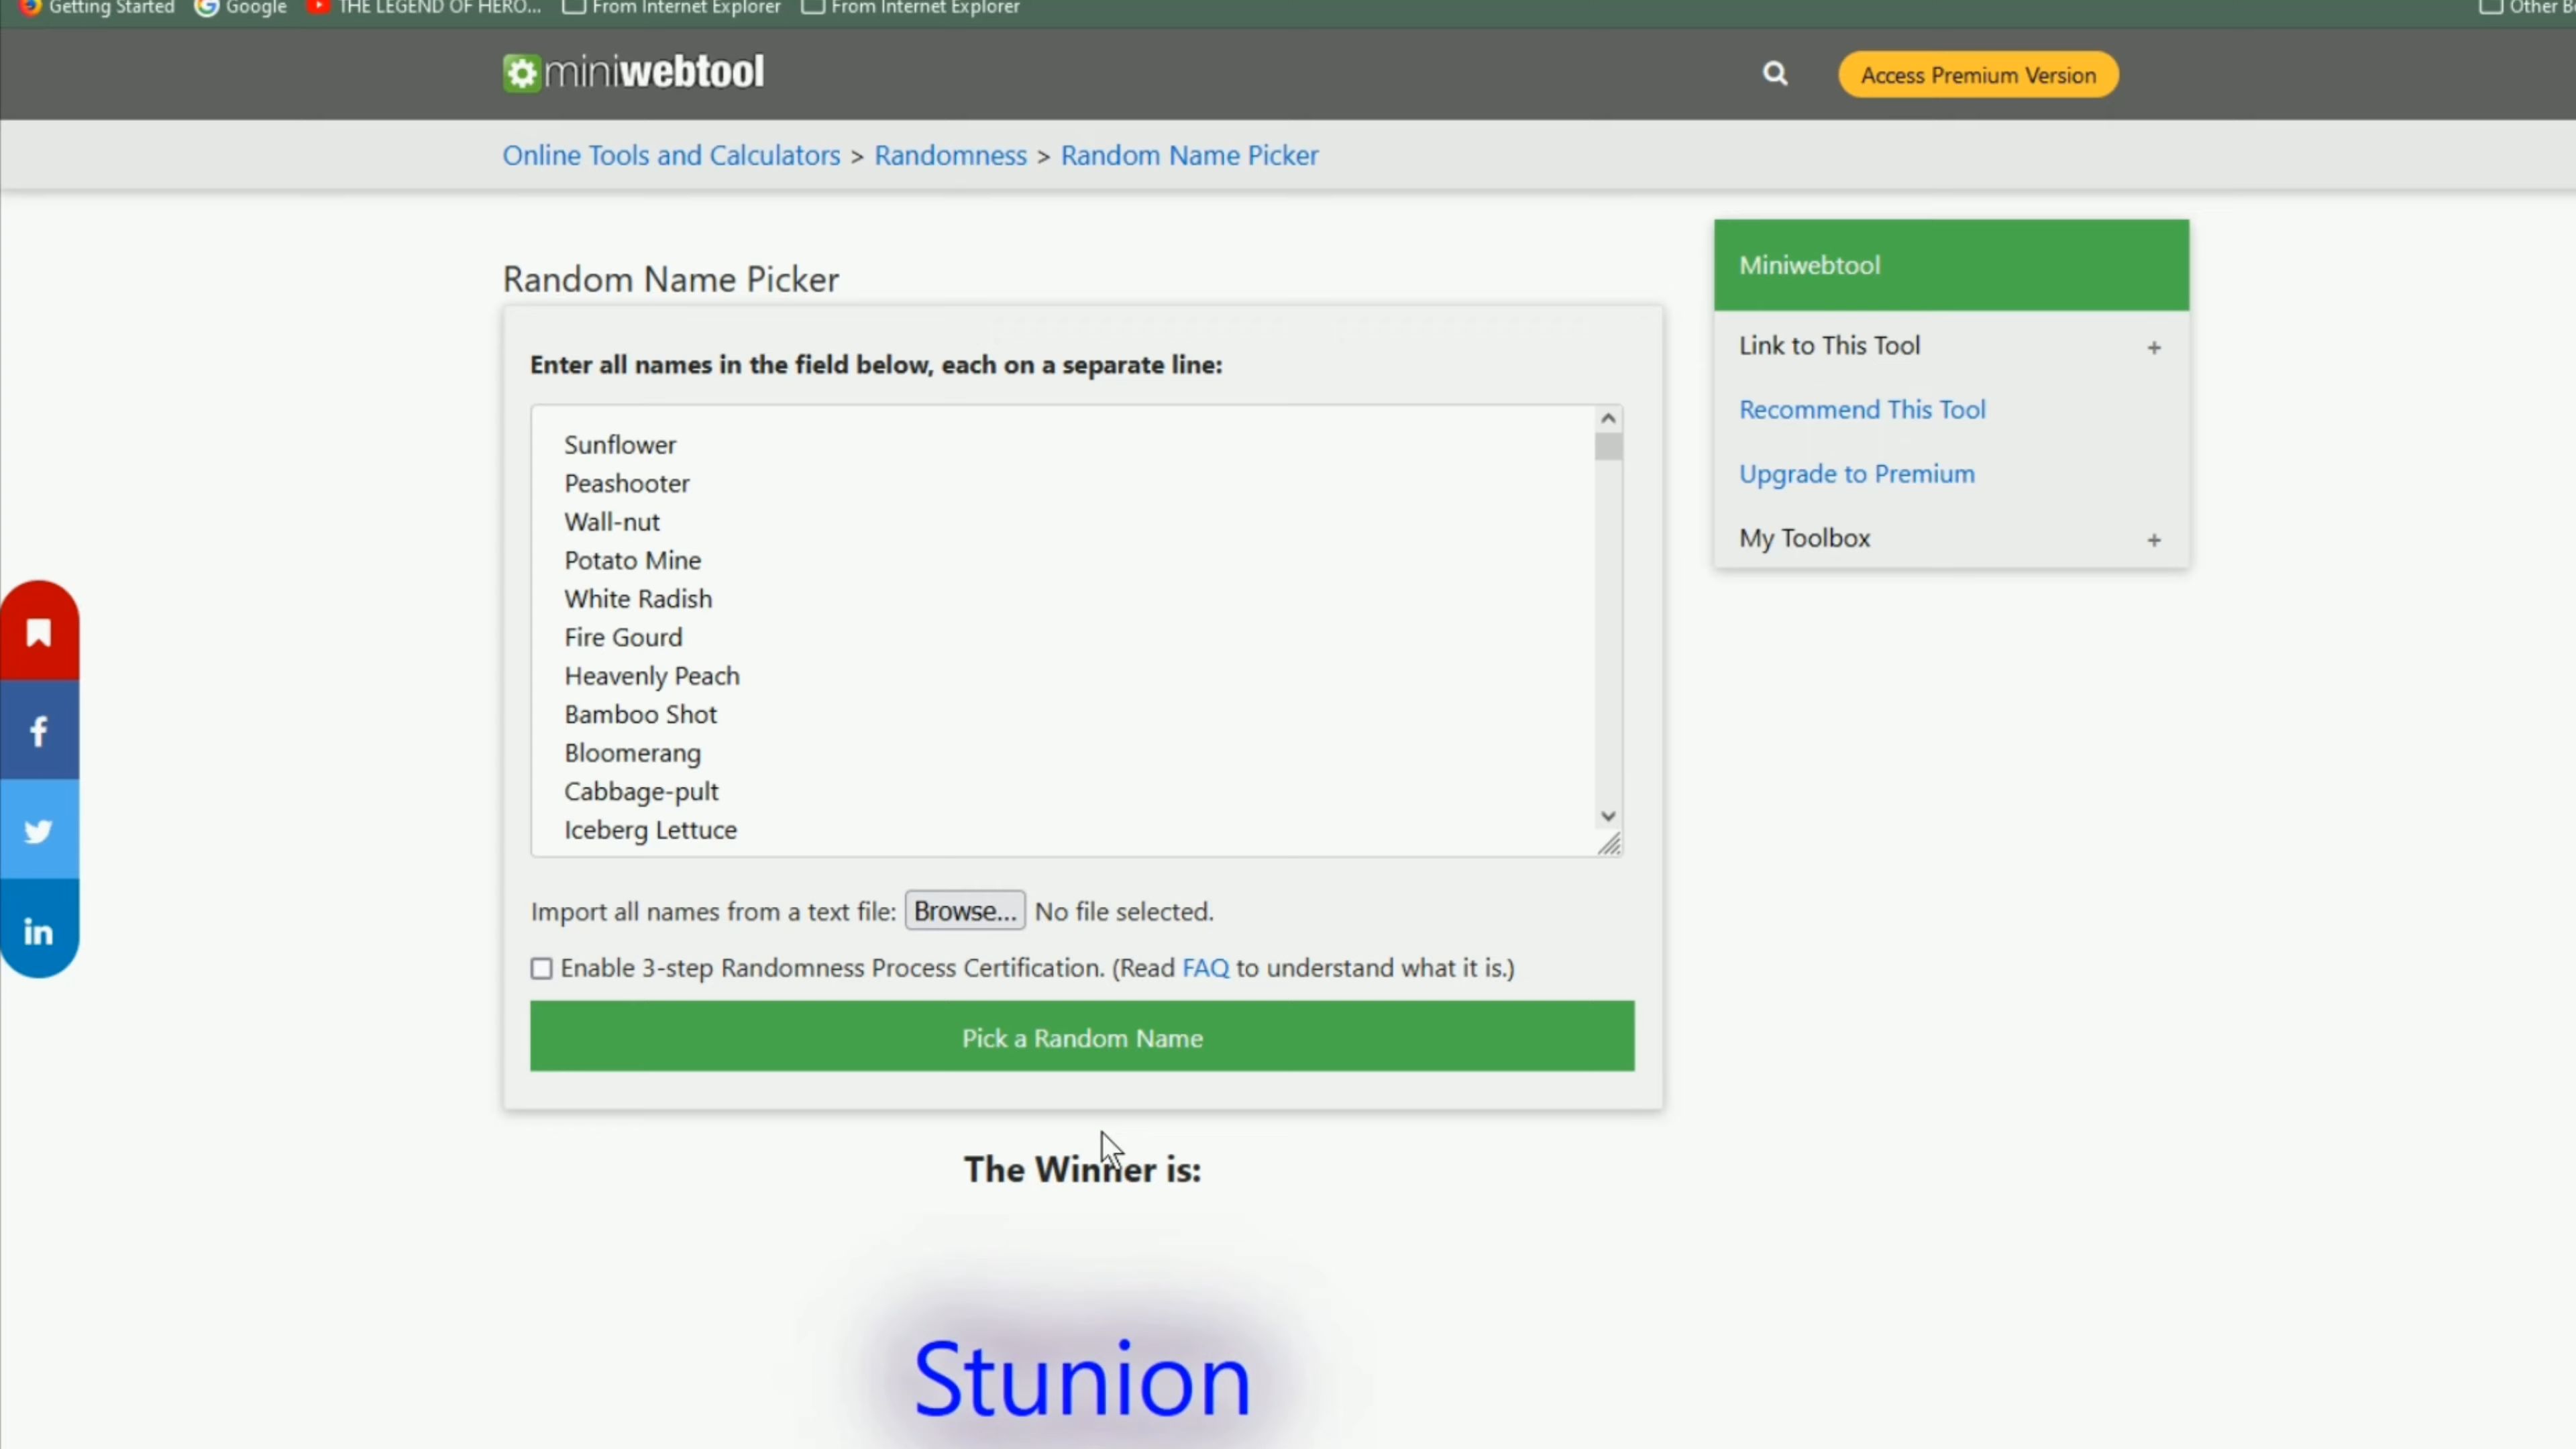 Getting Started Google THE LEGEND OF HERO... From Internet Explorer From Internet Explorer Other
miniwebtool
Access Premium Version
Online Tools and Calculators > Randomness > Random Name Picker
Random Name Picker
Enter all names in the field below, each on a separate line:
Sunflower
Peashooter
Wall-nut
Potato Mine
White Radish
Fire Gourd
Heavenly Peach
Bamboo Shot
Bloomerang
Cabbage-pult
Iceberg Lettuce
Import all names from a text file: Browse... No file selected.
Enable 3-step Randomness Process Certification. (Read FAQ to understand what it is.)
Pick a Random Name
The Winner is:
Stunion
Miniwebtool
Link to This Tool +
Recommend This Tool
Upgrade to Premium
My Toolbox +
f
in